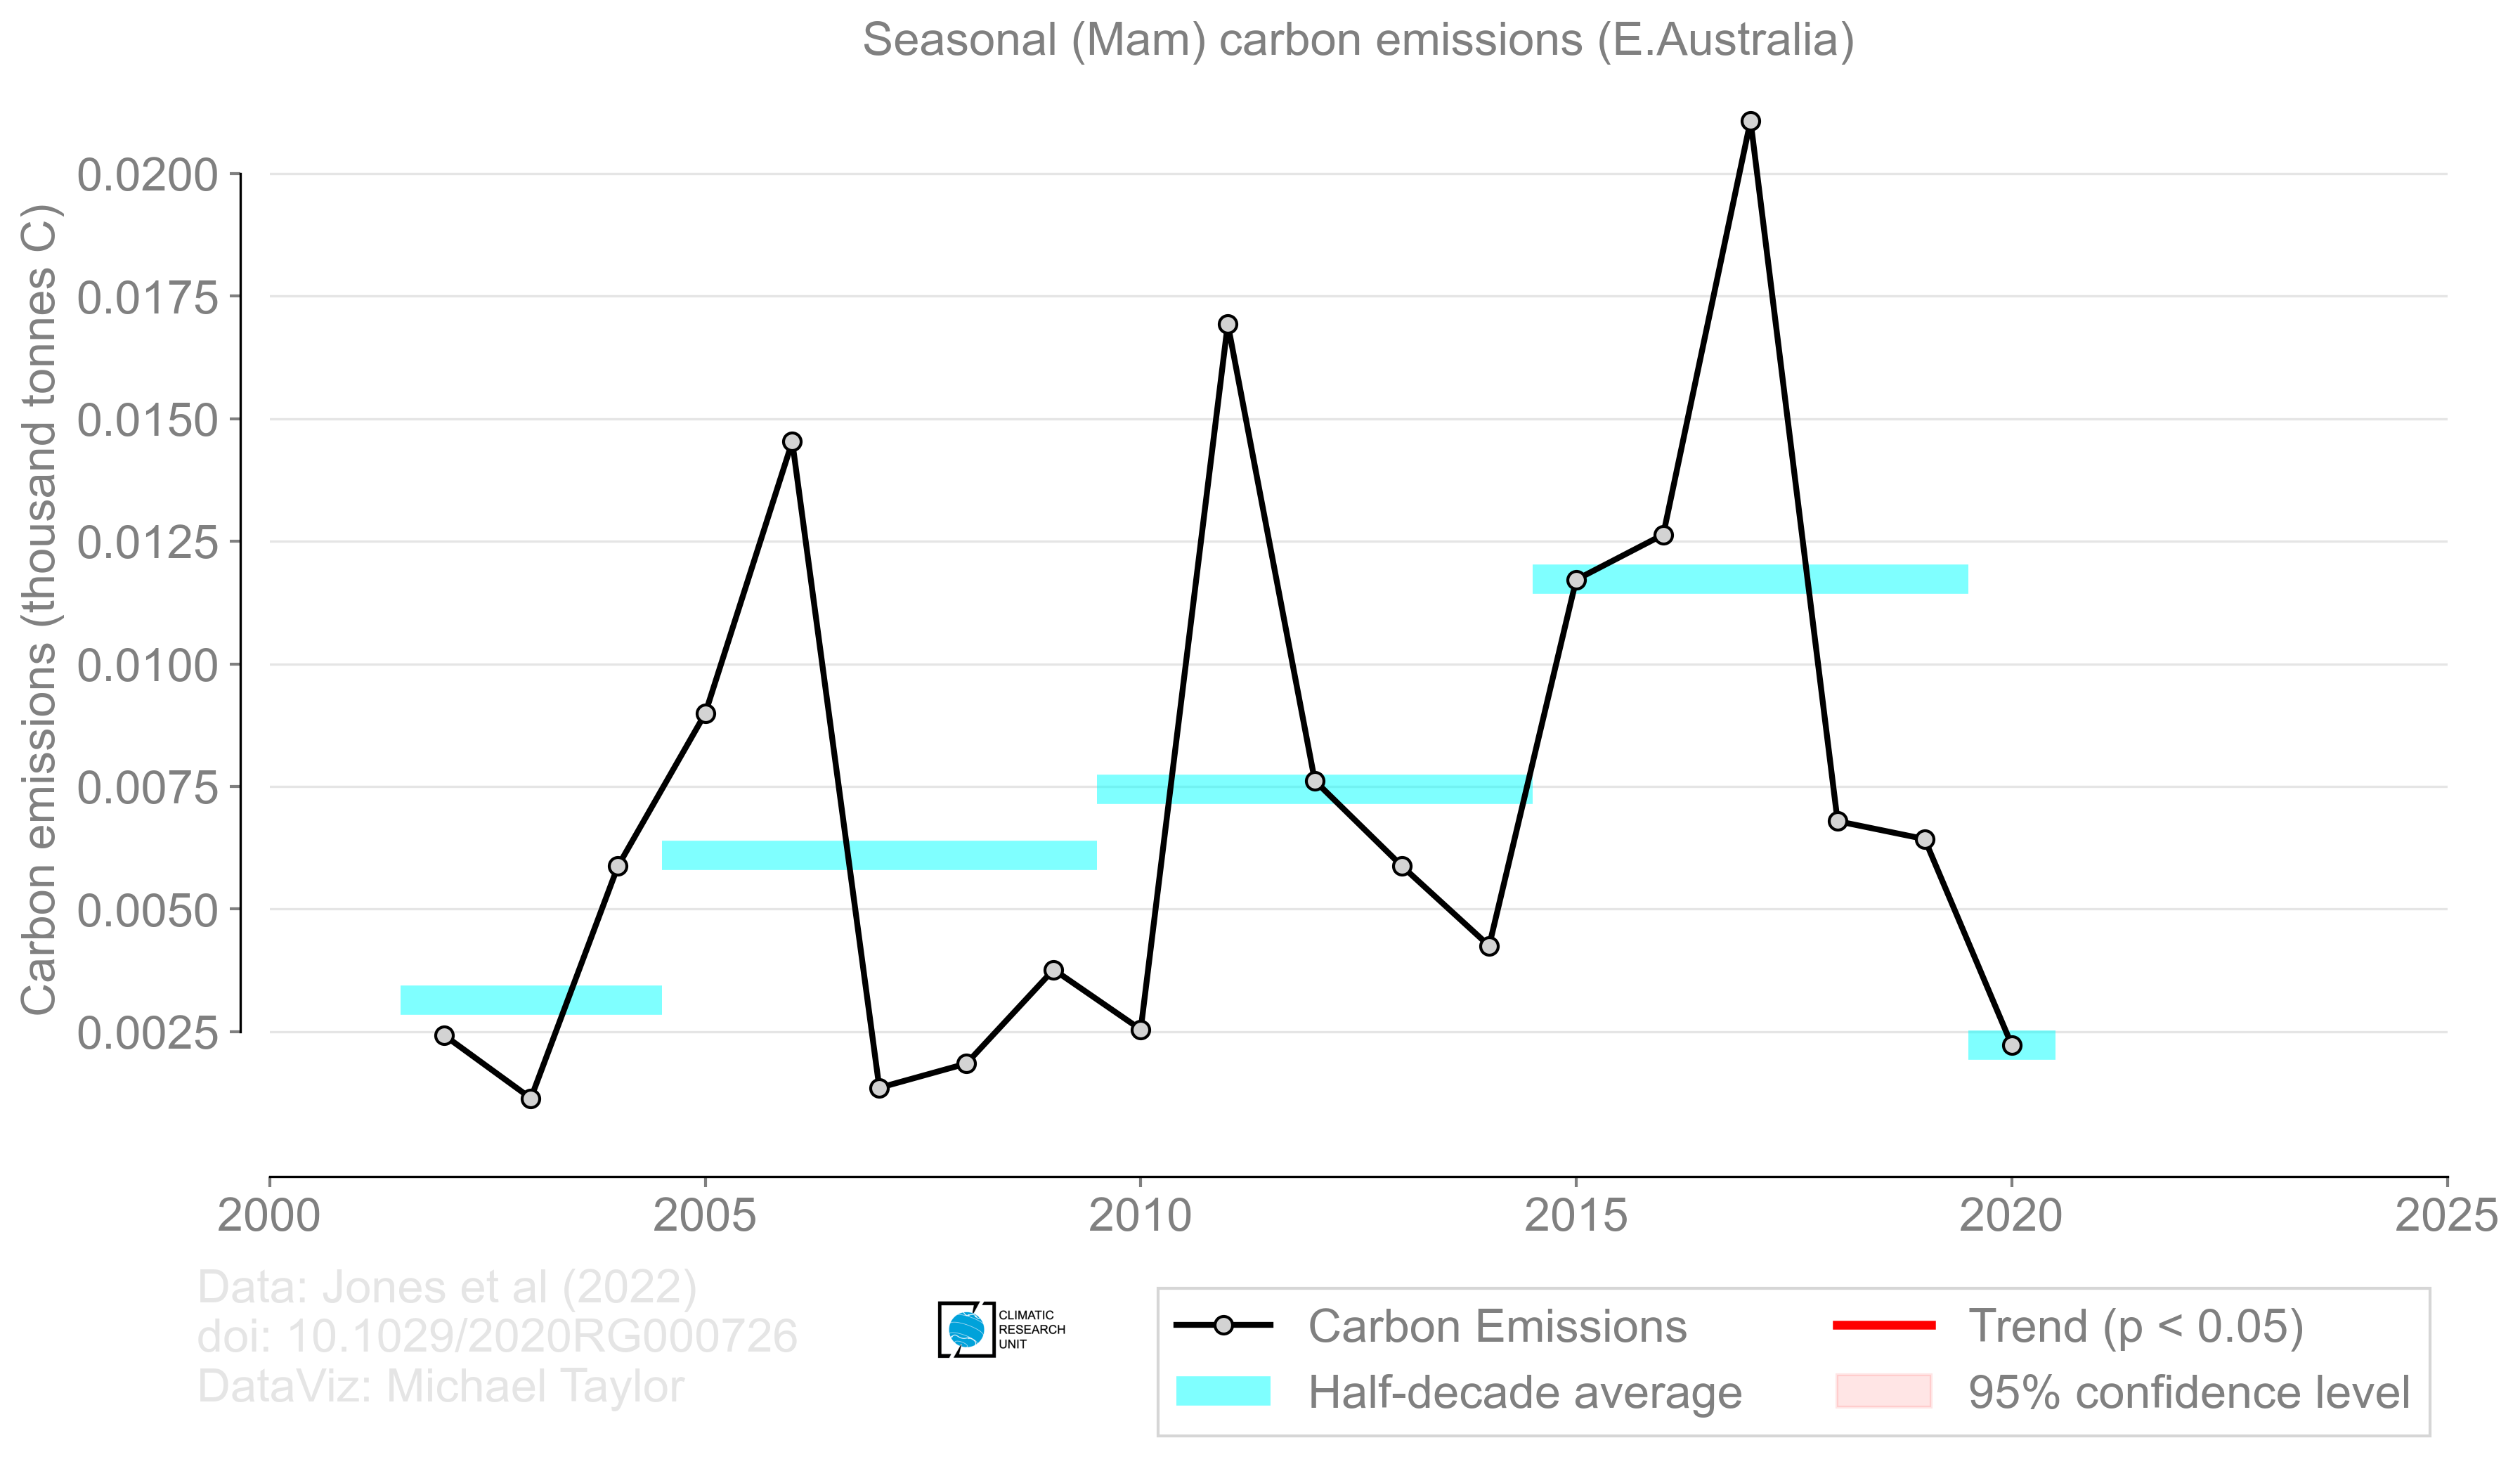 Seasonal (Mam) carbon emissions (E.Australia)
Carbon emissions (thousand tonnes C)
0.0200
0.0175
0.0150
0.0125
0.0100
0.0075
0.0050
0.0025
2000 2005 2010 2015 2020 2025
Data: Jones et al (2022)
doi: 10.1029/2020RG000726
DataViz: Michael Taylor
CLIMATIC
RESEARCH
UNIT
Carbon Emissions
Half-decade average
Trend (p < 0.05)
95% confidence level